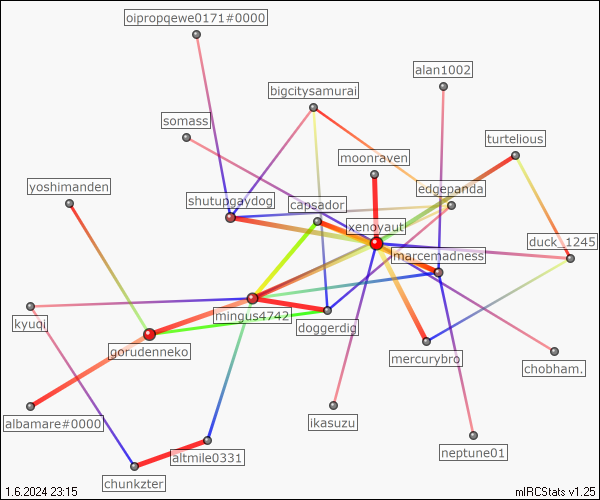 oipropqewe0171#0000
alan1002
bigcitysamurai
somass
turtelious
moonraven
yoshimanden
edgepanda
shutupgaydog
capsador
xenoyaut
duck_1245
marcemadness
mingus4742
kyuqi
doggerdig
gorudenneko
mercurybro
chobham.
albamare#0000
ikasuzu
neptune01
altmile0331
chunkzter
1.6.2024 23:15
mIRCStats v1.25